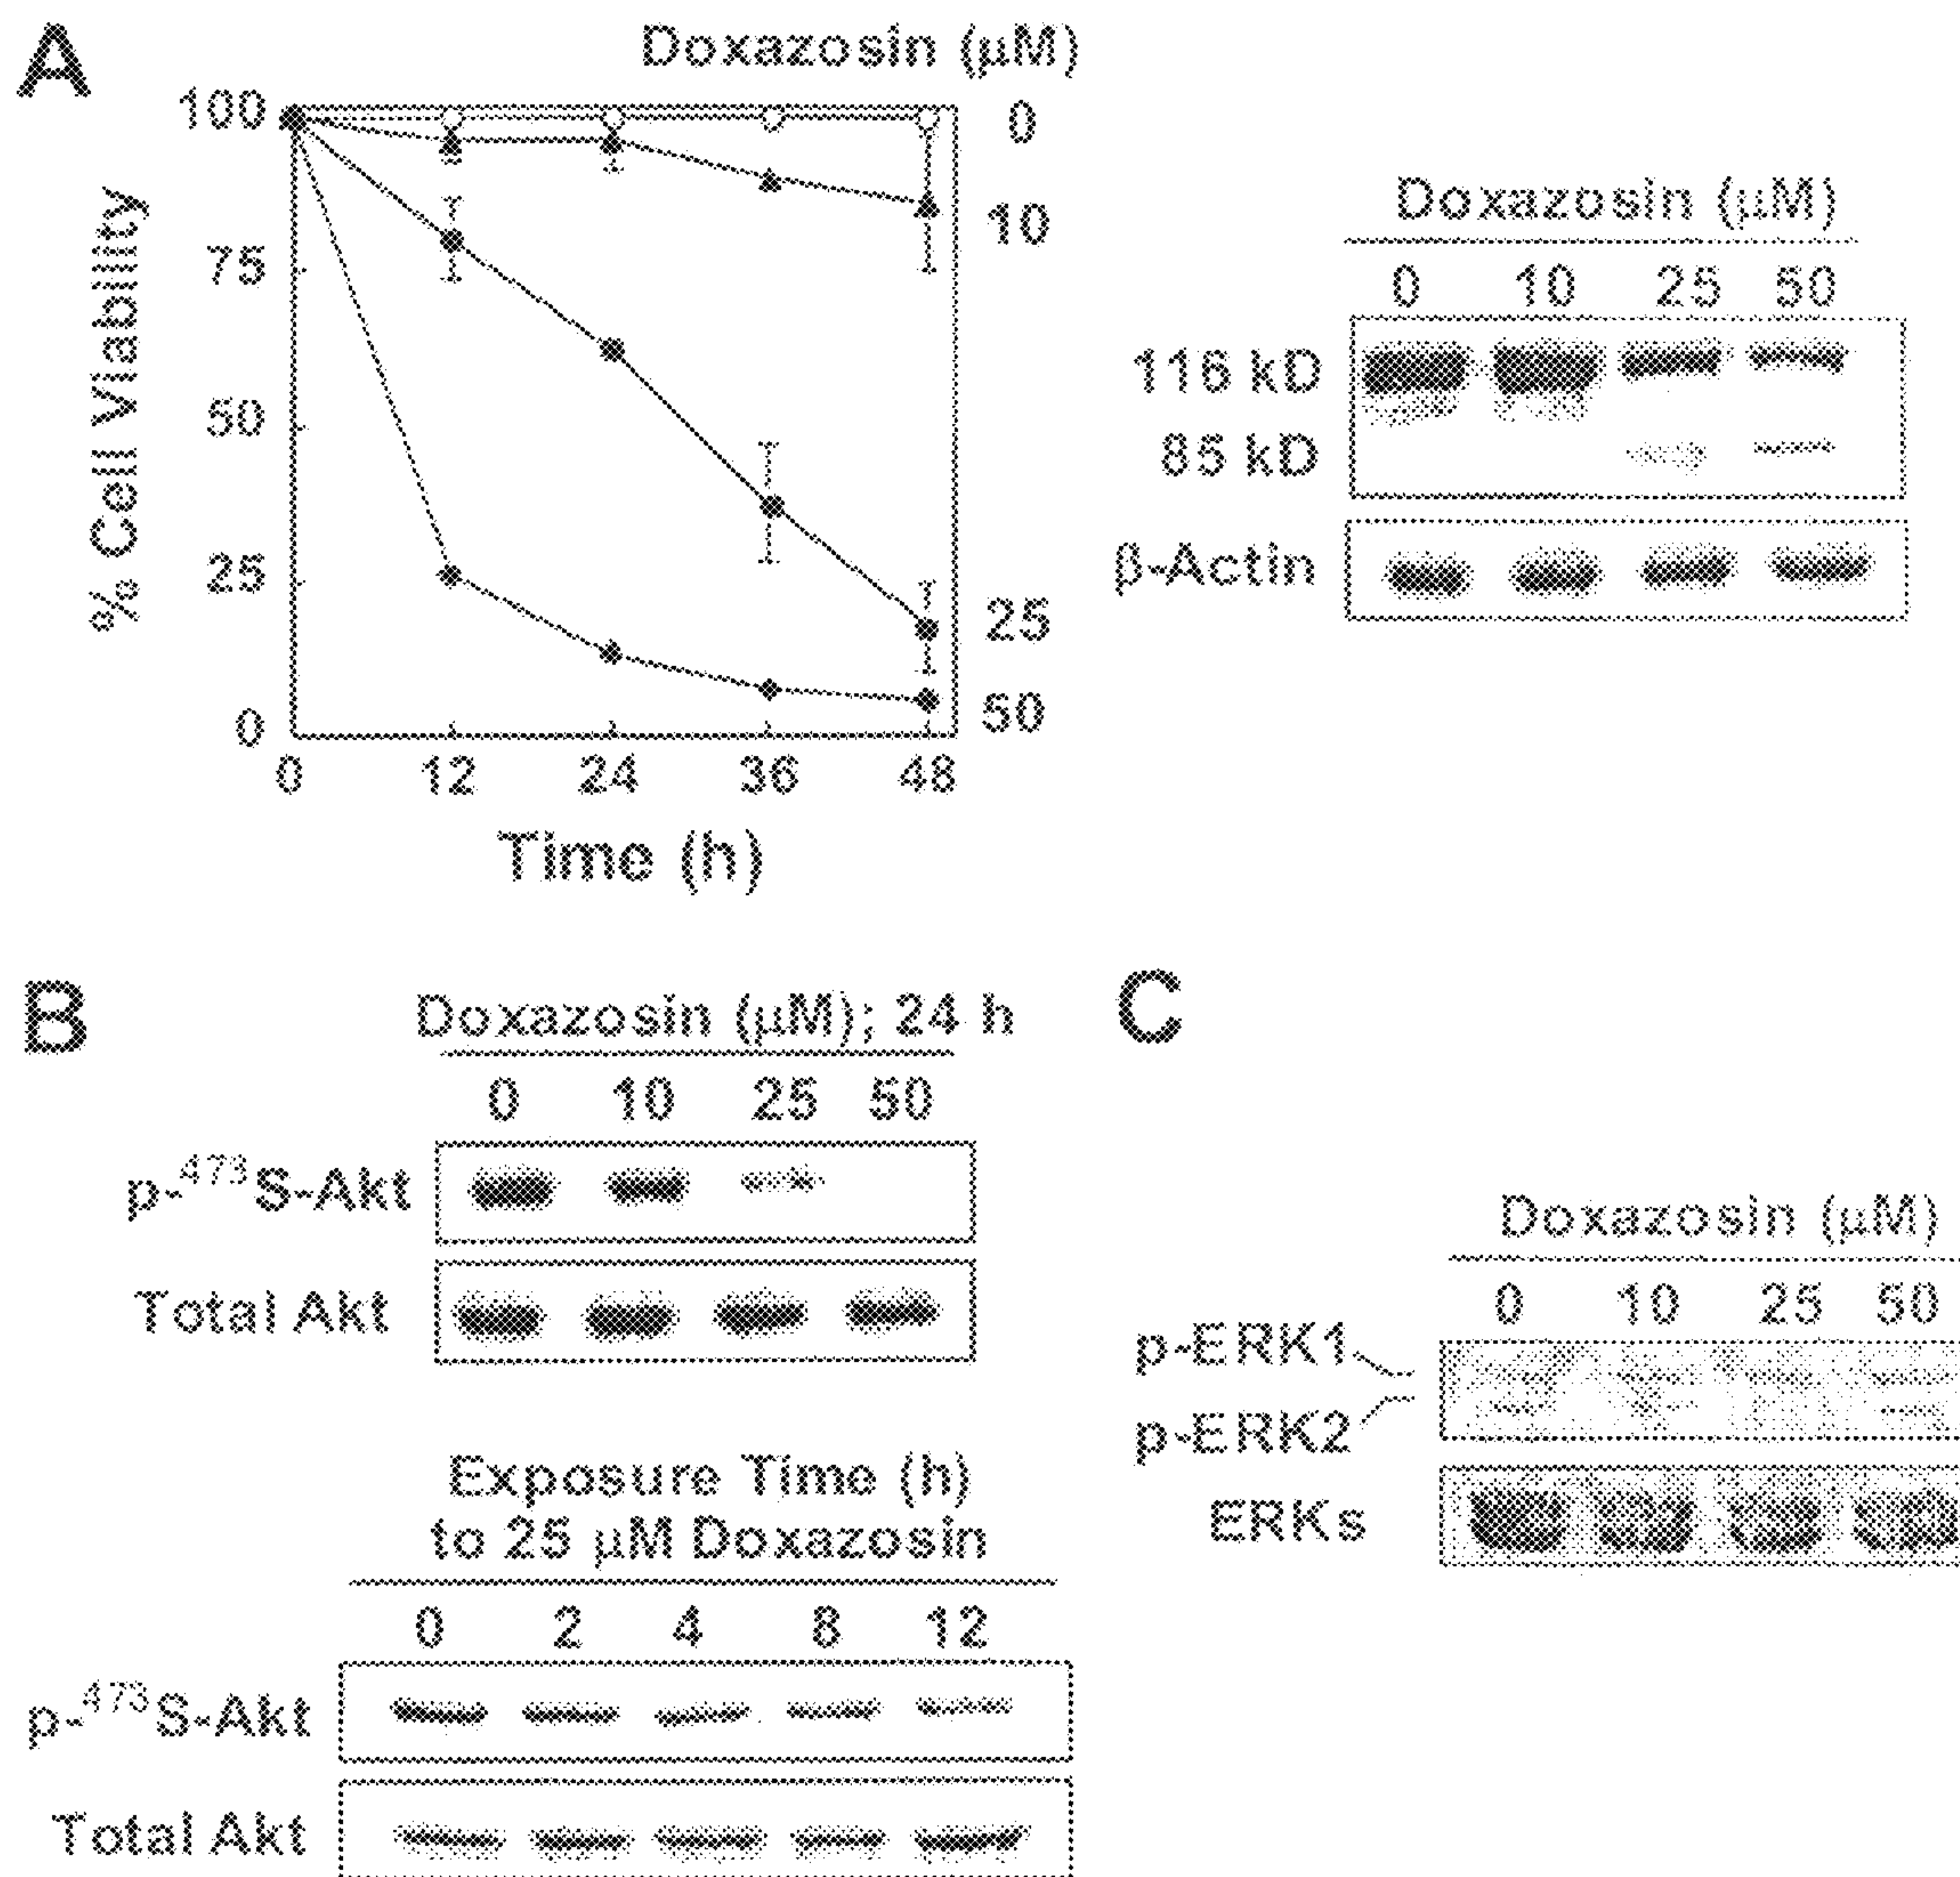 A
Doxazosin (μM)
100
75
50
25
0
% Cell Viability
0 12 24 36 48
Time (h)
0
10
25
50
Doxazosin (μM)
0 10 25 50
116 kD
85 kD
β-Actin
B
Doxazosin (μM); 24 h
0 10 25 50
p-473S-Akt
Total Akt
Exposure Time (h)
to 25 μM Doxazosin
0 2 4 8 12
p-473S-Akt
Total Akt
C
Doxazosin (μM)
0 10 25 50
p-ERK1
p-ERK2
ERKs